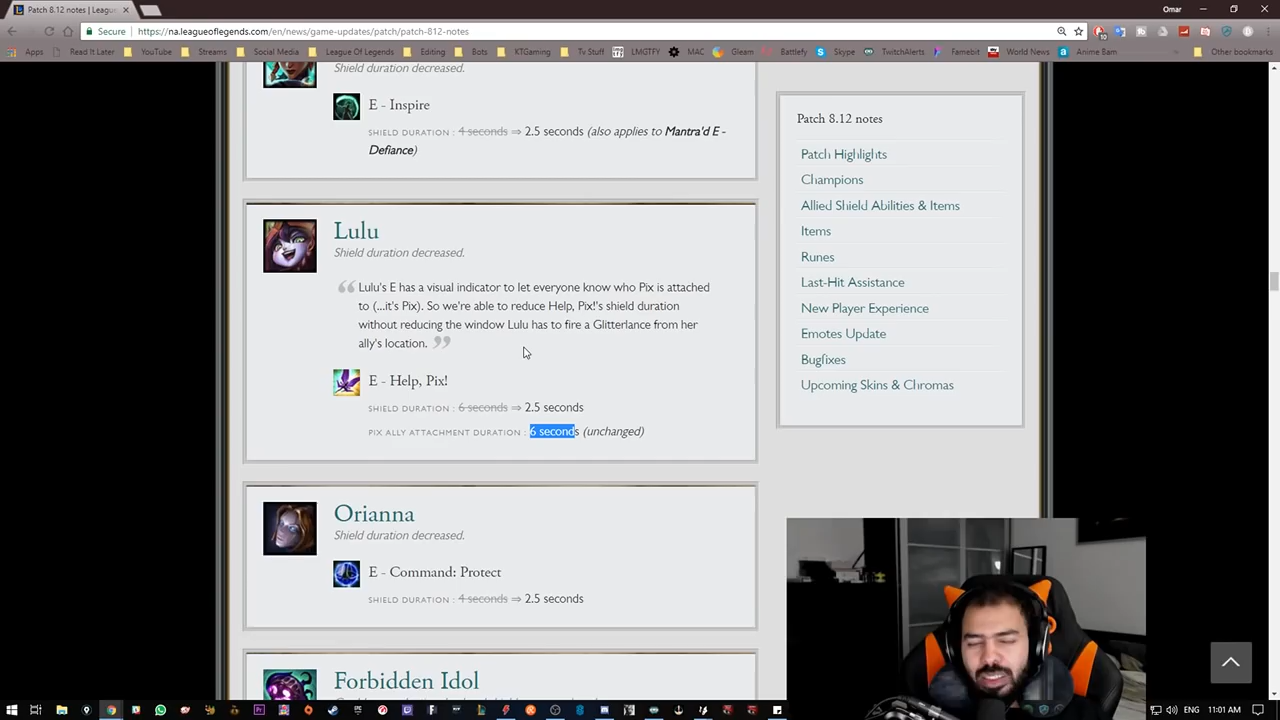 Patch 8.12 notes | Leagu
Omar
Secure
https://na.leagueoflegends.com/en/news/game-updates/patch/patch-812-notes
Apps
Read It Later
YouTube
Streams
Social Media
League Of Legends
Editing
Bots
KTGaming
Tv Stuff
LMGTFY
MAC
Gleam
Battlefy
Skype
TwitchAlerts
Famebit
World News
Anime Bam
Other bookmarks
Shield duration decreased.
E - Inspire
SHIELD DURATION : 4 seconds ⇒ 2.5 seconds (also applies to Mantra'd E -
Defiance)
Lulu
Shield duration decreased.
Lulu's E has a visual indicator to let everyone know who Pix is attached
to (...it's Pix). So we're able to reduce Help, Pix!'s shield duration
without reducing the window Lulu has to fire a Glitterlance from her
ally's location.
E - Help, Pix!
SHIELD DURATION : 6 seconds ⇒ 2.5 seconds
PIX ALLY ATTACHMENT DURATION : 6 seconds (unchanged)
Orianna
Shield duration decreased.
E - Command: Protect
SHIELD DURATION : 4 seconds ⇒ 2.5 seconds
Forbidden Idol
Patch 8.12 notes
Patch Highlights
Champions
Allied Shield Abilities & Items
Items
Runes
Last-Hit Assistance
New Player Experience
Emotes Update
Bugfixes
Upcoming Skins & Chromas
ENG
11:01 AM